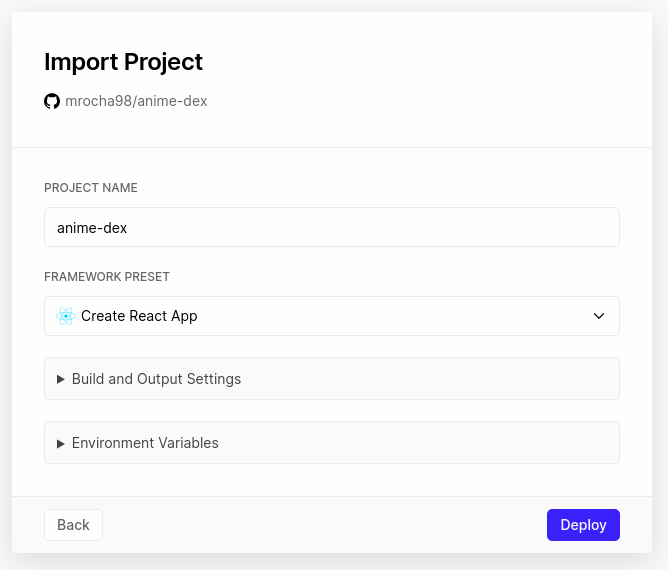 Import Project
mrocha98/anime-dex
PROJECT NAME
anime-dex
FRAMEWORK PRESET
Create React App
Build and Output Settings
Environment Variables
Back
Deploy